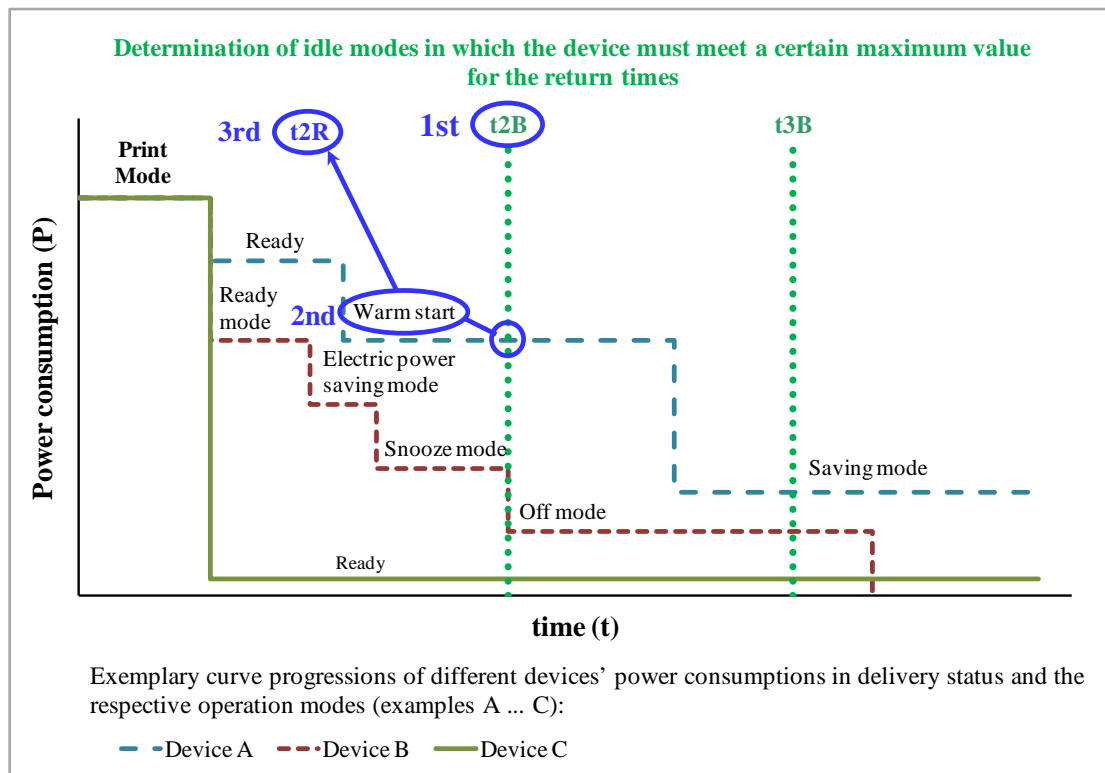 Determination of idle modes in which the device must meet a certain maximum value
for the return times
3rd
t2R
1st
t2B
t3B
Print
Mode
Ready
Ready
mode
2nd
Warm start
Electric power
saving mode
Snooze mode
Saving mode
Off mode
Ready
Power consumption (P)
time (t)
Exemplary curve progressions of different devices' power consumptions in delivery status and the
respective operation modes (examples A ... C):
Device A
Device B
Device C